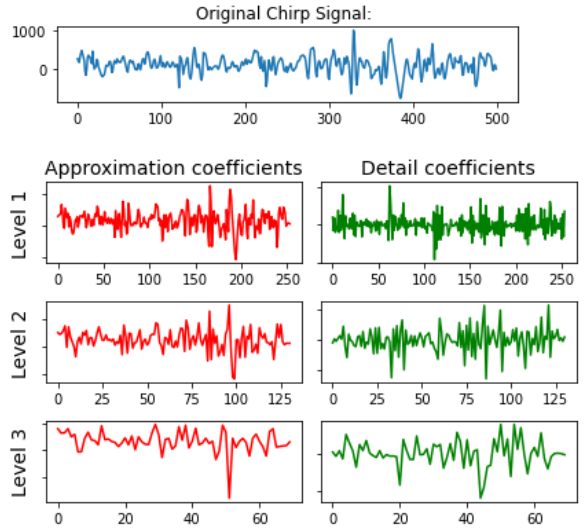 Original Chirp Signal:
1000
0
0 100 200 300 400 500
Approximation coefficients Detail coefficients
Level 1
0 50 100 150 200 250 0 50 100 150 200 250
Level 2
0 25 50 75 100 125 0 25 50 75 100 125
Level 3
0 20 40 60 0 20 40 60